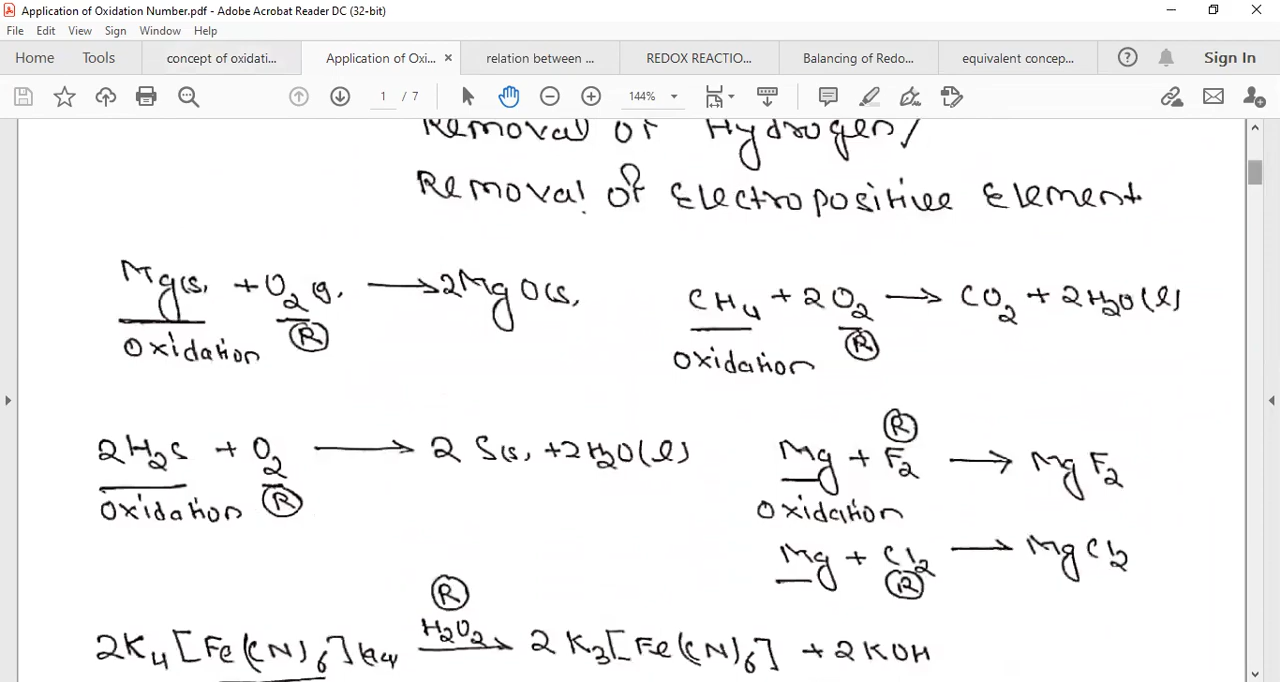 Application of Oxidation Number.pdf - Adobe Acrobat Reader DC (32-bit)
File Edit View Sign Window Help
Home Tools concept of oxidati... Application of Oxi... × relation between ... REDOX REACTIO... Balancing of Redo... equivalent concep... Sign In
1 / 7 144%
Removal of Hydrogen/
Removal of Electropositive Element
Mg(s) + O2 g, → 2MgO(s,
Oxidation R
CH4 + 2O2 → CO2 + 2H2O(l)
Oxidation R
2H2S + O2 → 2 S(s, + 2H2O(l)
Oxidation R
R
Mg + F2 → MgF2
Oxidation
Mg + Cl2 → MgCl2
R
R
H2O2
2K4[Fe(CN)6] → 2 K3[Fe(CN)6] + 2KOH